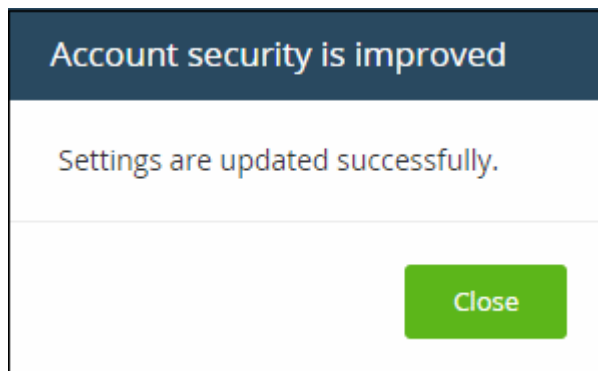 Account security is improved
Settings are updated successfully.
Close